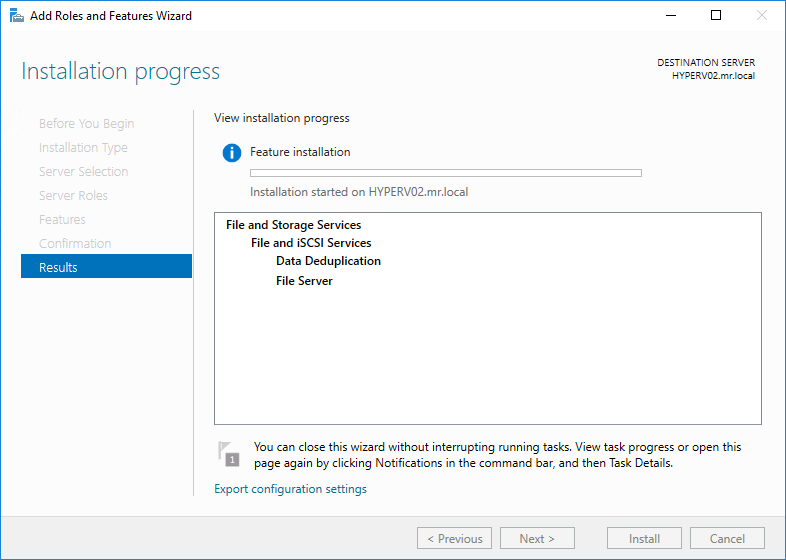 Add Roles and Features Wizard
Installation progress
DESTINATION SERVER
HYPERV02.mr.local
Before You Begin
Installation Type
Server Selection
Server Roles
Features
Confirmation
Results
View installation progress
Feature installation
Installation started on HYPERV02.mr.local
File and Storage Services
File and iSCSI Services
Data Deduplication
File Server
1
You can close this wizard without interrupting running tasks. View task progress or open this
page again by clicking Notifications in the command bar, and then Task Details.
Export configuration settings
< Previous
Next >
Install
Cancel